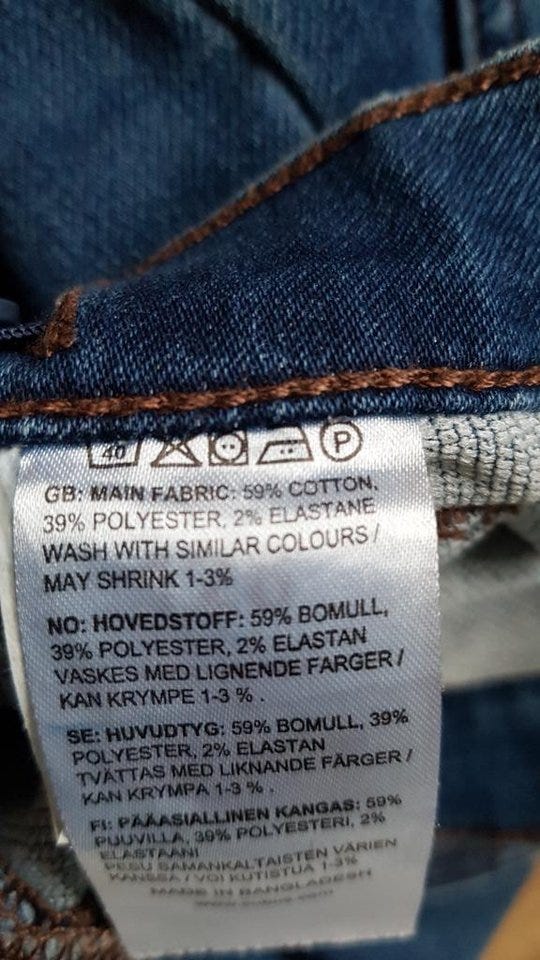 40 P
GB: MAIN FABRIC: 59% COTTON,
39% POLYESTER, 2% ELASTANE
WASH WITH SIMILAR COLOURS /
MAY SHRINK 1-3%
NO: HOVEDSTOFF: 59% BOMULL,
39% POLYESTER, 2% ELASTAN
VASKES MED LIGNENDE FARGER /
KAN KRYMPE 1-3 % .
SE: HUVUDTYG: 59% BOMULL, 39%
POLYESTER, 2% ELASTAN
TVÄTTAS MED LIKNANDE FÄRGER /
KAN KRYMPA 1-3 % .
FI: PÄÄASIALLINEN KANGAS: 59%
PUUVILLA, 39% POLYESTERI, 2%
ELASTAANI
PESU SAMANKALTAISTEN VÄRIEN
KANSSA / VOI KUTISTUA 1-3%
MADE IN BANGLADESH